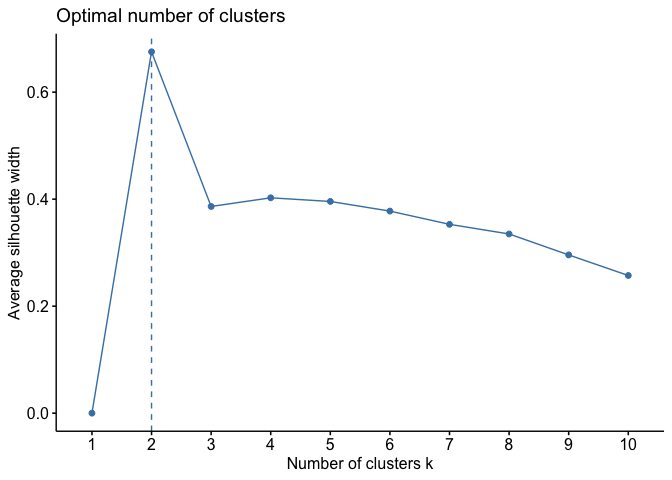 Optimal number of clusters
Average silhouette width
0.6
0.4
0.2
0.0
1 2 3 4 5 6 7 8 9 10
Number of clusters k